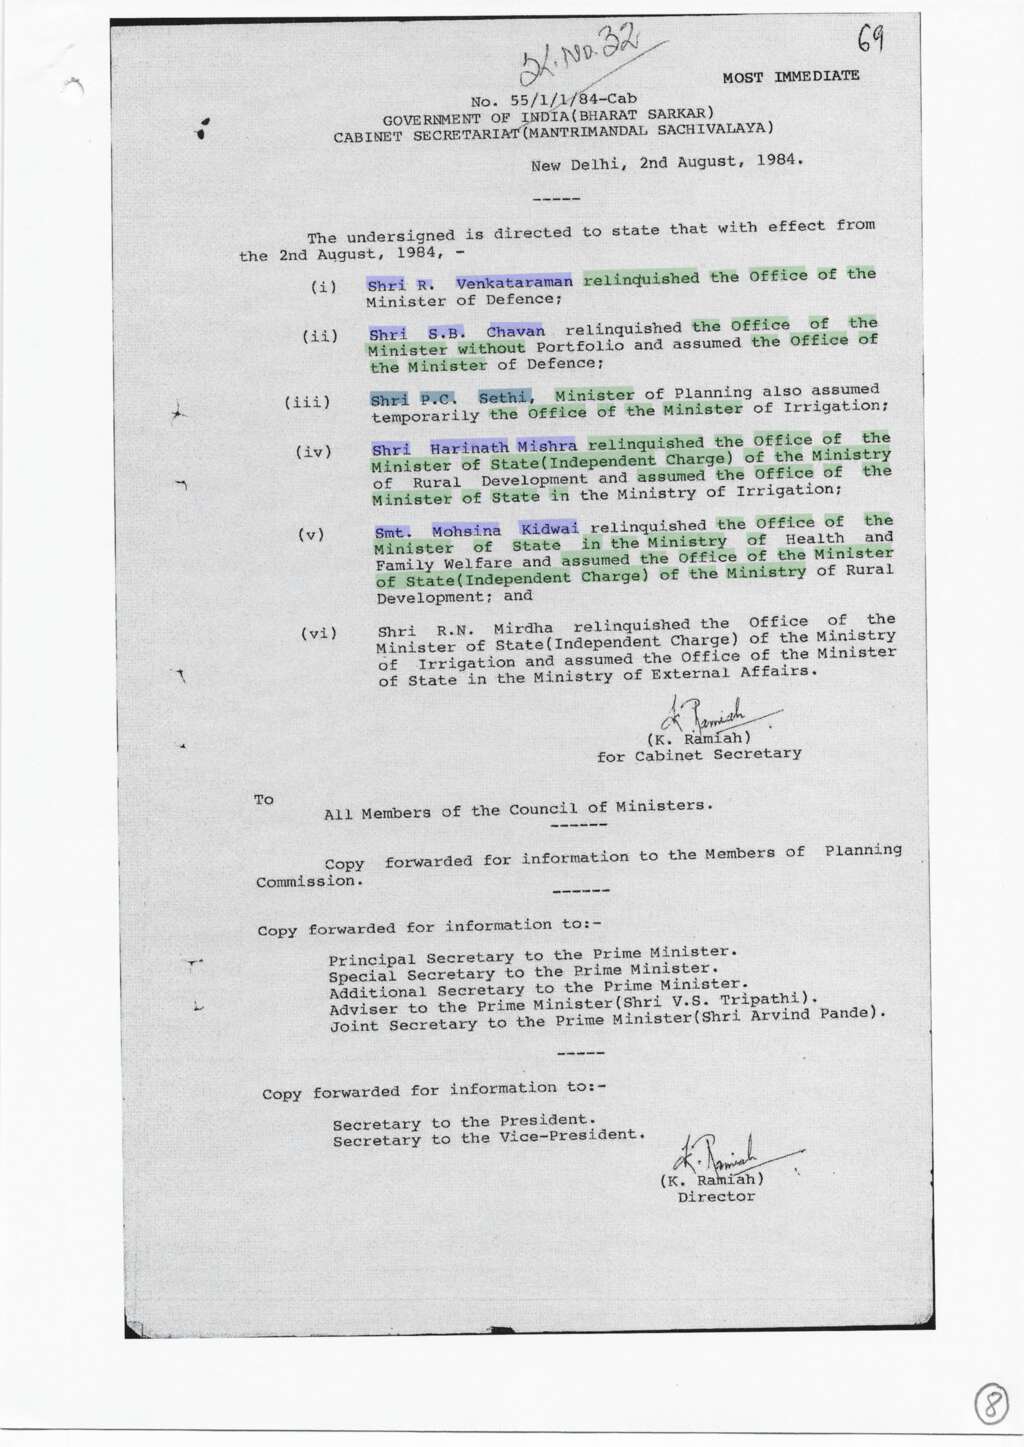 69
Sl. No. 32
MOST IMMEDIATE
No. 55/1/1/84-Cab
GOVERNMENT OF INDIA(BHARAT SARKAR)
CABINET SECRETARIAT(MANTRIMANDAL SACHIVALAYA)
New Delhi, 2nd August, 1984.
-----
The undersigned is directed to state that with effect from
the 2nd August, 1984, -
(i) Shri R. Venkataraman relinquished the Office of the
Minister of Defence;
(ii) Shri S.B. Chavan relinquished the Office of the
Minister without Portfolio and assumed the Office of
the Minister of Defence;
(iii) Shri P.C. Sethi, Minister of Planning also assumed
temporarily the Office of the Minister of Irrigation;
(iv) Shri Harinath Mishra relinquished the Office of the
Minister of State(Independent Charge) of the Ministry
of Rural Development and assumed the Office of the
Minister of State in the Ministry of Irrigation;
(v) Smt. Mohsina Kidwai relinquished the Office of the
Minister of State in the Ministry of Health and
Family Welfare and assumed the Office of the Minister
of State(Independent Charge) of the Ministry of Rural
Development; and
(vi) Shri R.N. Mirdha relinquished the Office of the
Minister of State(Independent Charge) of the Ministry
of Irrigation and assumed the Office of the Minister
of State in the Ministry of External Affairs.
K. Ramiah
(K. Ramiah)
for Cabinet Secretary
To
All Members of the Council of Ministers.
------
Copy forwarded for information to the Members of Planning
Commission.
------
Copy forwarded for information to:-
Principal Secretary to the Prime Minister.
Special Secretary to the Prime Minister.
Additional Secretary to the Prime Minister.
Adviser to the Prime Minister(Shri V.S. Tripathi).
Joint Secretary to the Prime Minister(Shri Arvind Pande).
-----
Copy forwarded for information to:-
Secretary to the President.
Secretary to the Vice-President.
K. Ramiah
(K. Ramiah)
Director
8